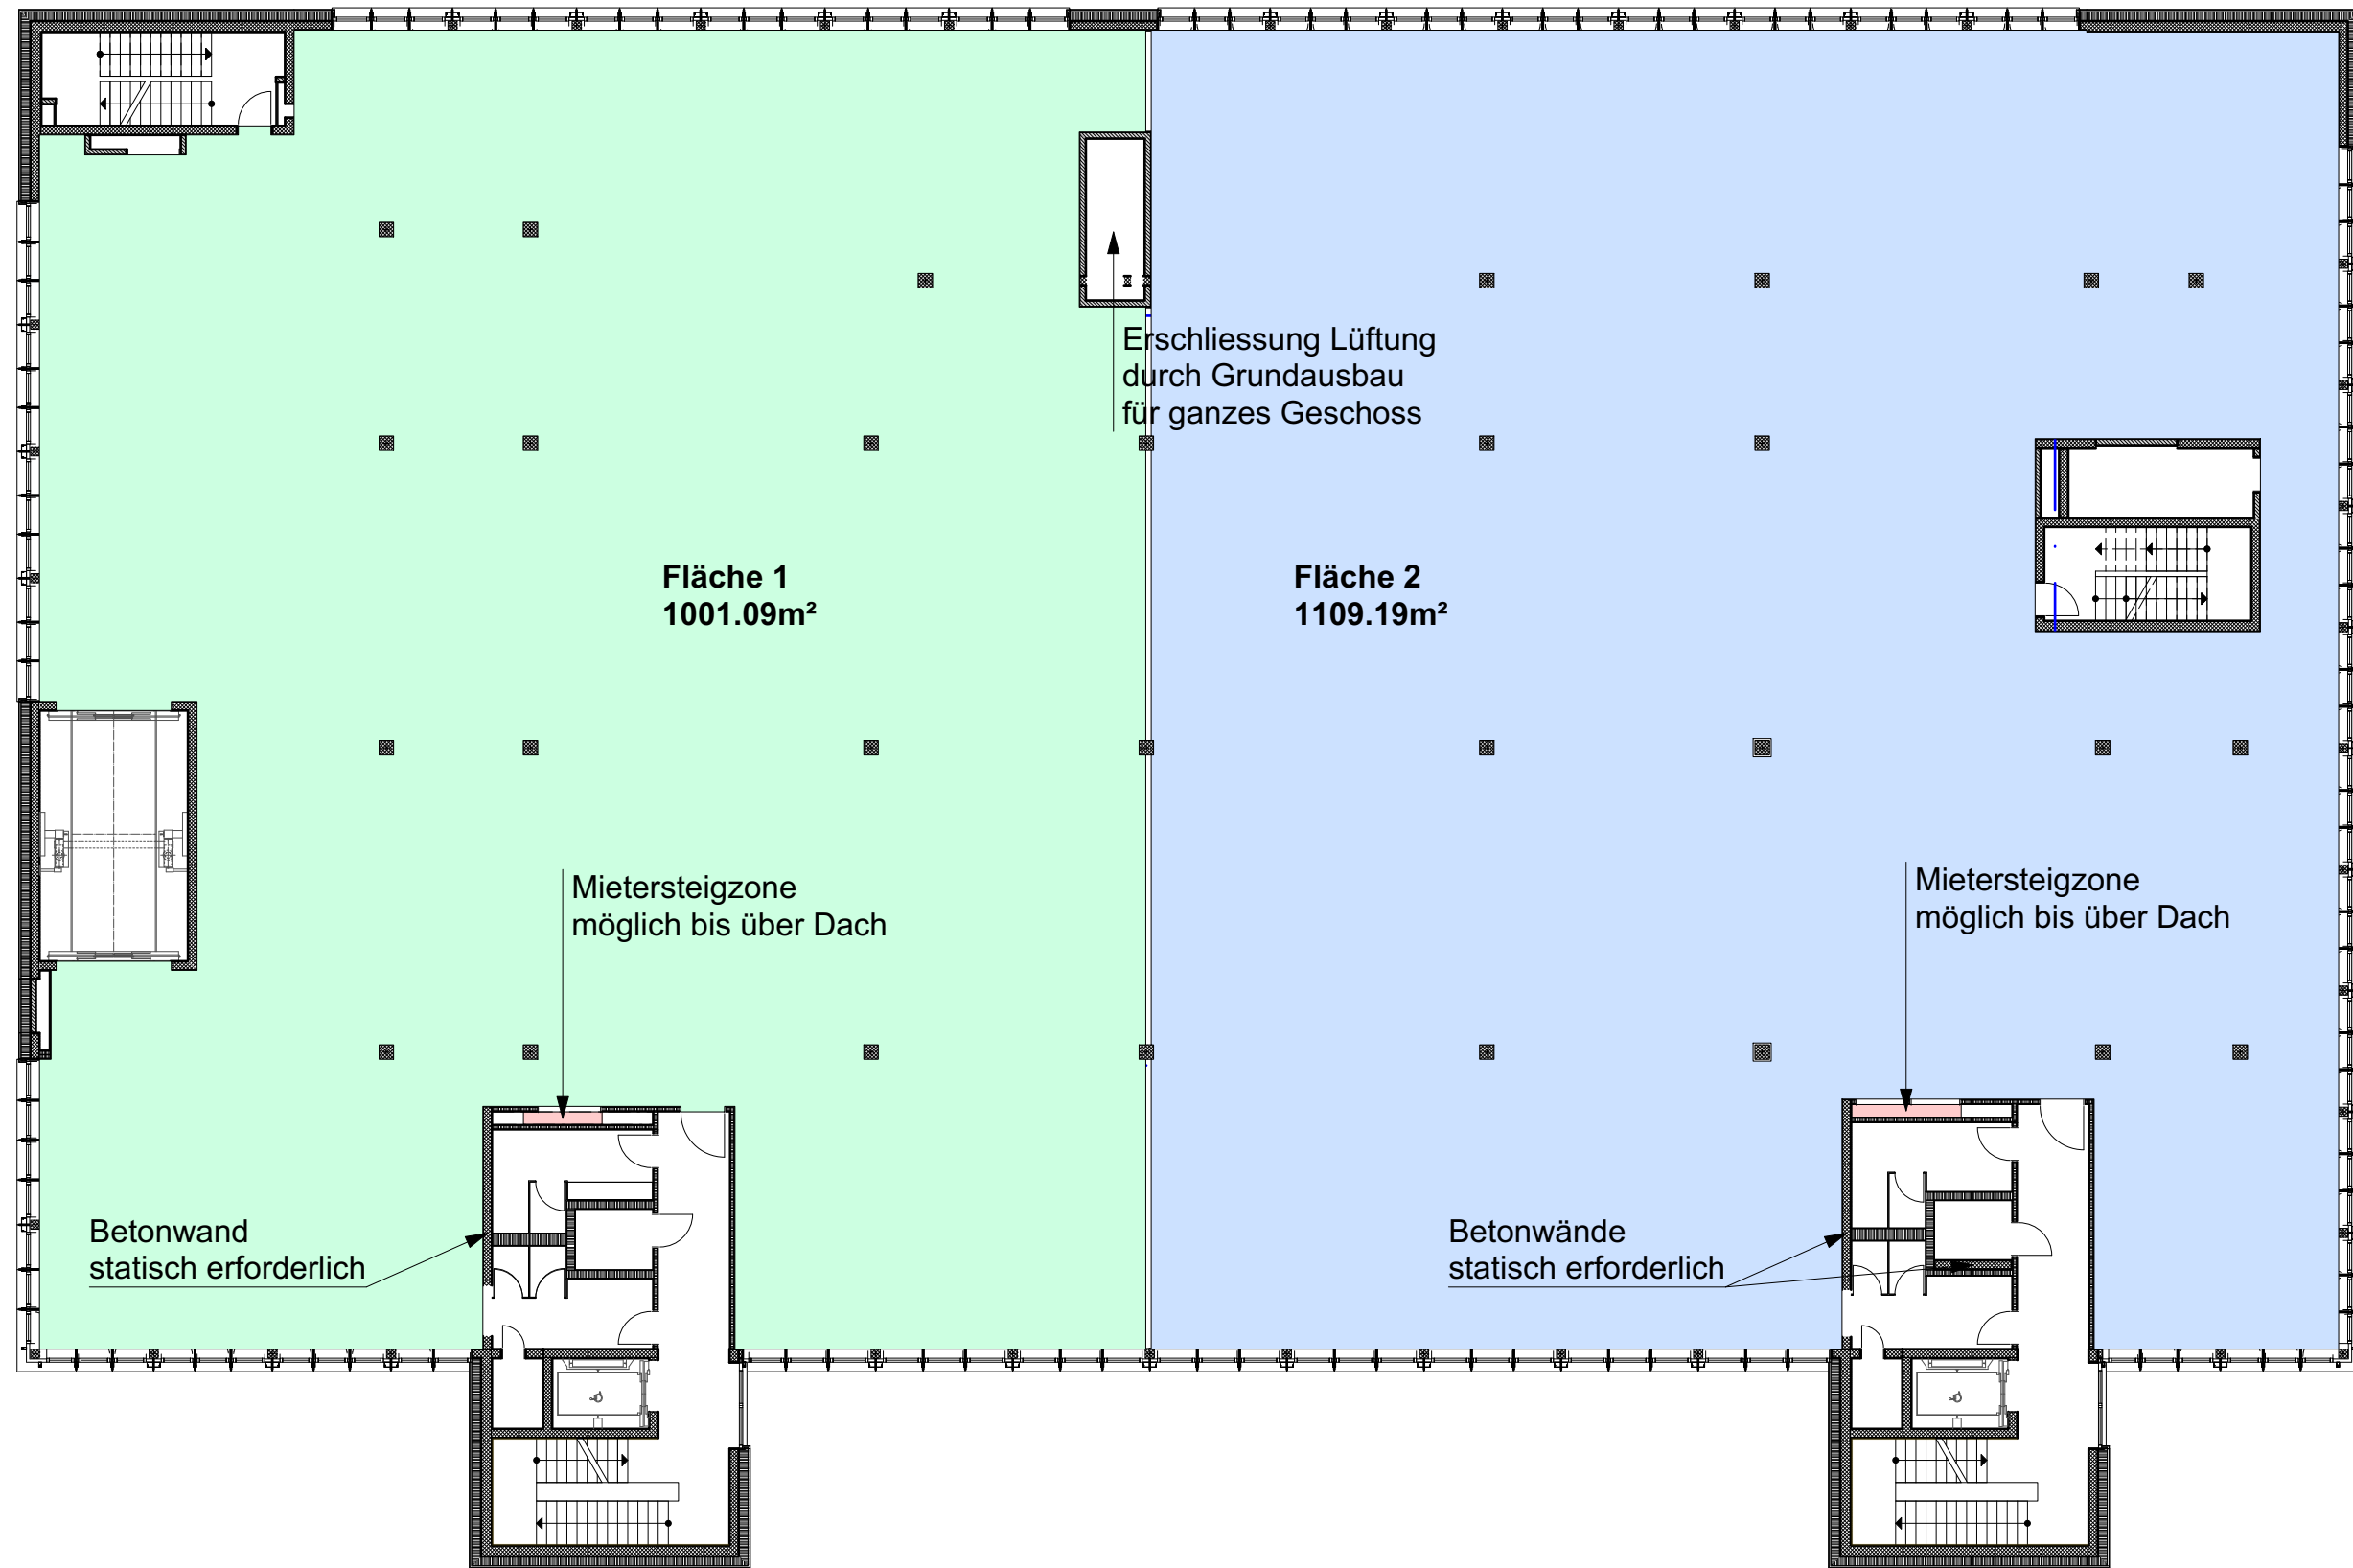 Erschliessung Lüftung
durch Grundausbau
für ganzes Geschoss
Fläche 1
1001.09m²
Fläche 2
1109.19m²
Mietersteigzone
möglich bis über Dach
Mietersteigzone
möglich bis über Dach
Betonwand
statisch erforderlich
Betonwände
statisch erforderlich